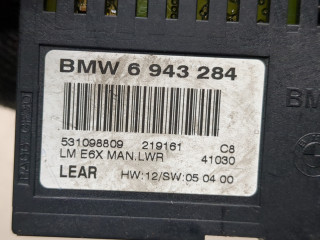 BMW 6 943 284
531098809 219161 C8
LM E6X MAN.LWR 41030
LEAR HW:12/SW:05 04 00
BM